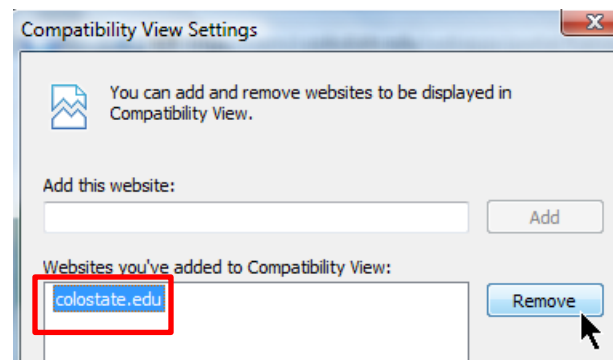 Compatibility View Settings
You can add and remove websites to be displayed in
Compatibility View.
Add this website:
Add
Websites you've added to Compatibility View:
colostate.edu
Remove